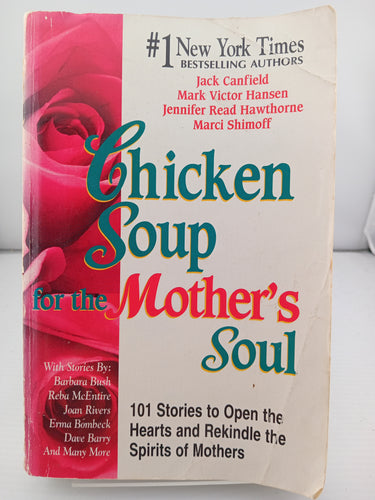 #1 New York Times
BESTSELLING AUTHORS
Jack Canfield
Mark Victor Hansen
Jennifer Read Hawthorne
Marci Shimoff
Chicken
Soup
for the Mother's
Soul
With Stories By:
Barbara Bush
Reba McEntire
Joan Rivers
Erma Bombeck
Dave Barry
And Many More
101 Stories to Open the
Hearts and Rekindle the
Spirits of Mothers